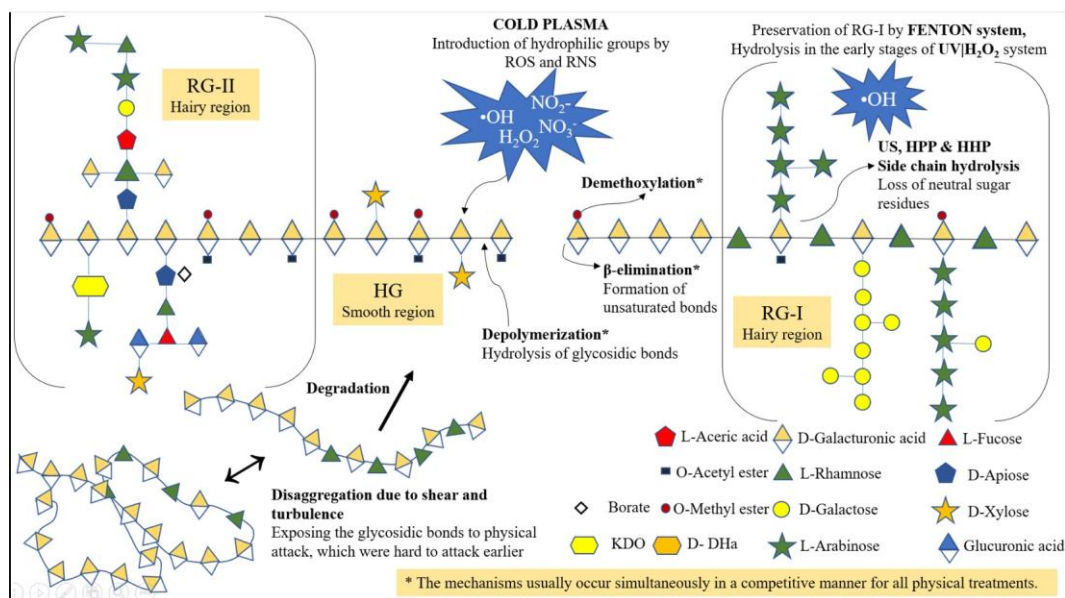 COLD PLASMA
Introduction of hydrophilic groups by
ROS and RNS
Preservation of RG-I by FENTON system,
Hydrolysis in the early stages of UV|H₂O₂ system
RG-II
Hairy region
•OH
NO₂-
H₂O₂
NO₃⁻
•OH
US, HPP & HHP
Side chain hydrolysis
Loss of neutral sugar
residues
Demethoxylation*
HG
Smooth region
β-elimination*
Formation of
unsaturated bonds
RG-I
Hairy region
Depolymerization*
Hydrolysis of glycosidic bonds
Degradation
Disaggregation due to shear and
turbulence
Exposing the glycosidic bonds to physical
attack, which were hard to attack earlier
L-Aceric acid
D-Galacturonic acid
L-Fucose
O-Acetyl ester
L-Rhamnose
D-Apiose
Borate
O-Methyl ester
D-Galactose
D-Xylose
KDO
D- DHa
L-Arabinose
Glucuronic acid
* The mechanisms usually occur simultaneously in a competitive manner for all physical treatments.